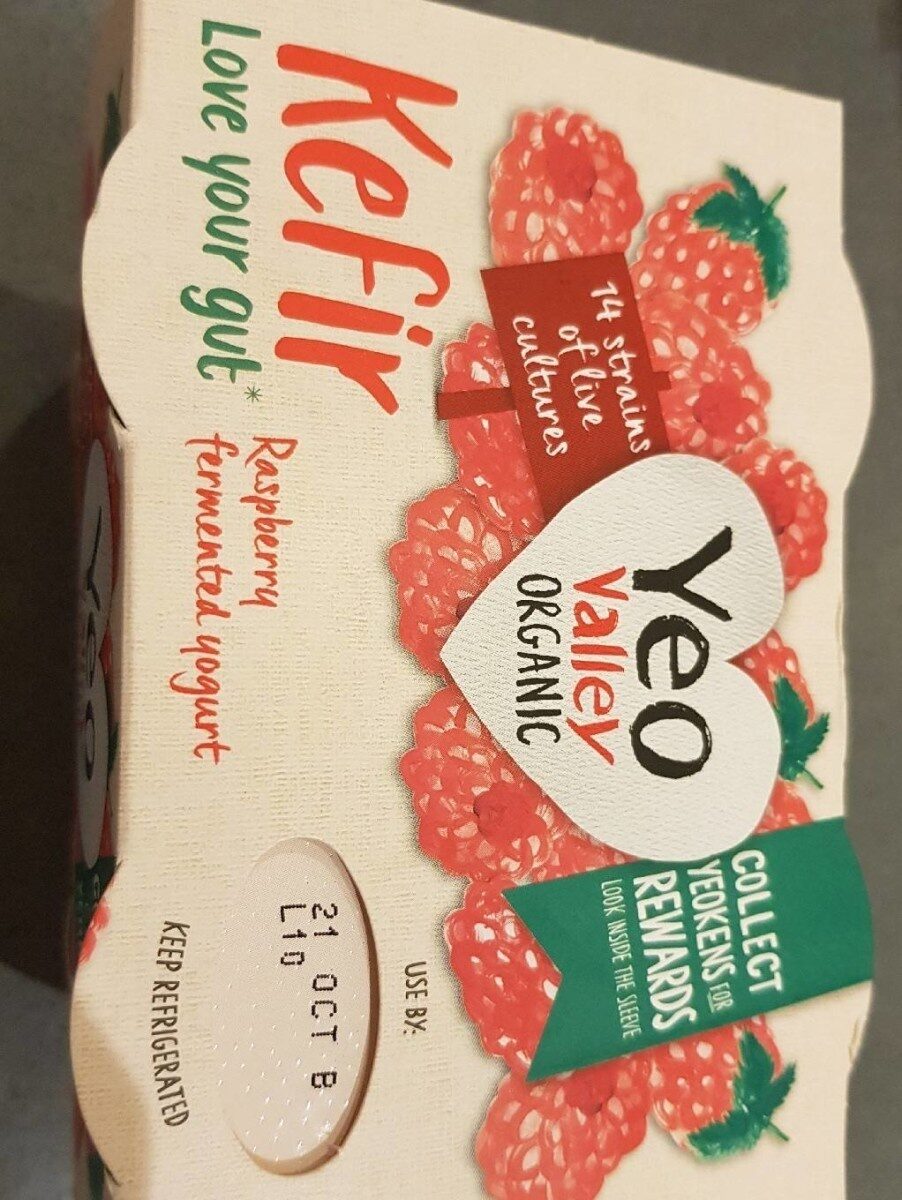 Yeo
Valley
ORGANIC
14 strains
of live
cultures
COLLECT
YEOKENS FOR
REWARDS
LOOK INSIDE THE SLEEVE
Kefir
Love your gut*
Raspberry
fermented yogurt
USE BY:
21 OCT B
L10
KEEP REFRIGERATED
Yeo